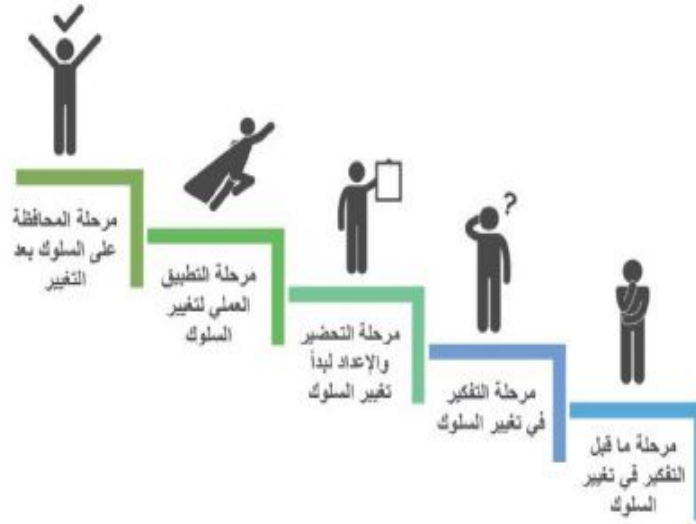 مرحلة المحافظة
على السلوك بعد
التغيير
مرحلة التطبيق
العملي لتغيير
السلوك
مرحلة التحضير
والإعداد لبدأ
تغيير السلوك
?
مرحلة التفكير
في تغيير السلوك
مرحلة ما قبل
التفكير في تغيير
السلوك